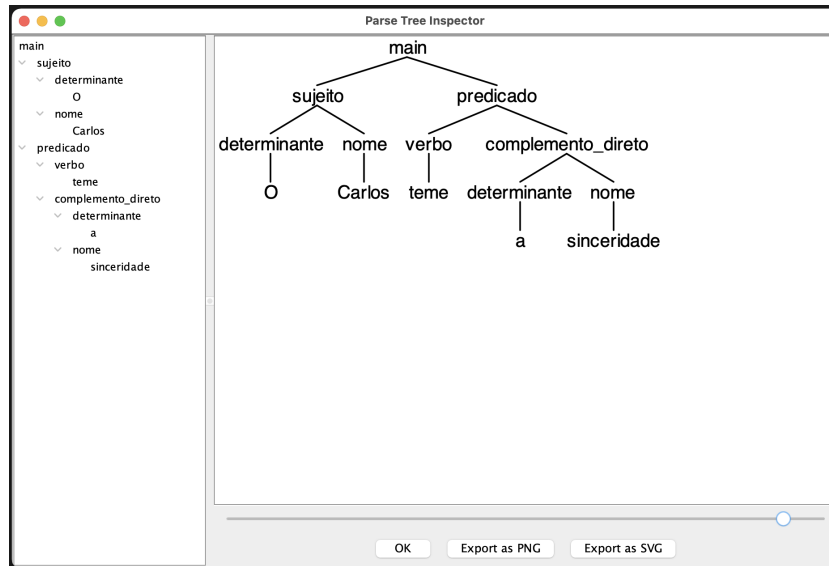 Parse Tree Inspector
main
sujeito
determinante
O
nome
Carlos
predicado
verbo
teme
complemento_direto
determinante
a
nome
sinceridade
main
sujeito predicado
determinante nome verbo complemento_direto
O Carlos teme determinante nome
a sinceridade
OK Export as PNG Export as SVG